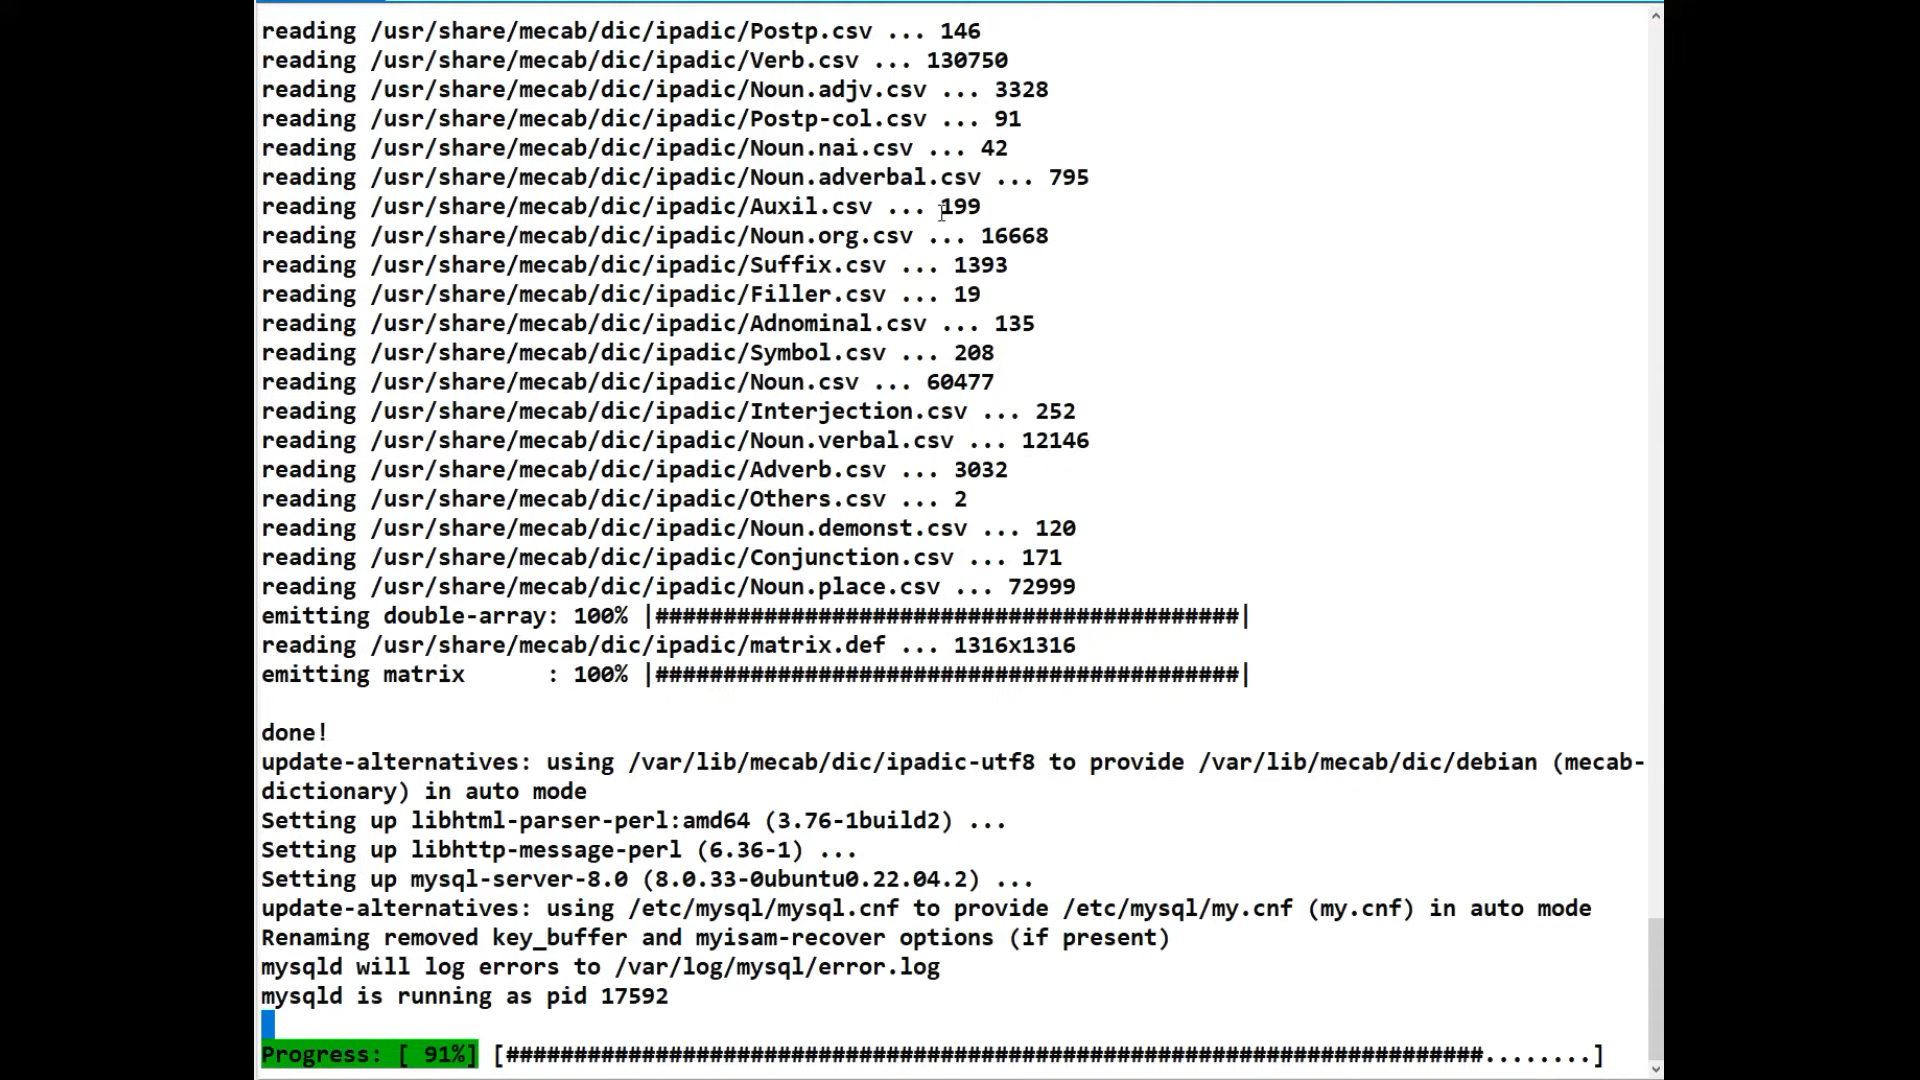 reading /usr/share/mecab/dic/ipadic/Postp.csv ... 146
reading /usr/share/mecab/dic/ipadic/Verb.csv ... 130750
reading /usr/share/mecab/dic/ipadic/Noun.adjv.csv ... 3328
reading /usr/share/mecab/dic/ipadic/Postp-col.csv ... 91
reading /usr/share/mecab/dic/ipadic/Noun.nai.csv ... 42
reading /usr/share/mecab/dic/ipadic/Noun.adverbal.csv ... 795
reading /usr/share/mecab/dic/ipadic/Auxil.csv ... 199
reading /usr/share/mecab/dic/ipadic/Noun.org.csv ... 16668
reading /usr/share/mecab/dic/ipadic/Suffix.csv ... 1393
reading /usr/share/mecab/dic/ipadic/Filler.csv ... 19
reading /usr/share/mecab/dic/ipadic/Adnominal.csv ... 135
reading /usr/share/mecab/dic/ipadic/Symbol.csv ... 208
reading /usr/share/mecab/dic/ipadic/Noun.csv ... 60477
reading /usr/share/mecab/dic/ipadic/Interjection.csv ... 252
reading /usr/share/mecab/dic/ipadic/Noun.verbal.csv ... 12146
reading /usr/share/mecab/dic/ipadic/Adverb.csv ... 3032
reading /usr/share/mecab/dic/ipadic/Others.csv ... 2
reading /usr/share/mecab/dic/ipadic/Noun.demonst.csv ... 120
reading /usr/share/mecab/dic/ipadic/Conjunction.csv ... 171
reading /usr/share/mecab/dic/ipadic/Noun.place.csv ... 72999
emitting double-array: 100% |###########################################|
reading /usr/share/mecab/dic/ipadic/matrix.def ... 1316x1316
emitting matrix      : 100% |###########################################|
done!
update-alternatives: using /var/lib/mecab/dic/ipadic-utf8 to provide /var/lib/mecab/dic/debian (mecab-
dictionary) in auto mode
Setting up libhtml-parser-perl:amd64 (3.76-1build2) ...
Setting up libhttp-message-perl (6.36-1) ...
Setting up mysql-server-8.0 (8.0.33-0ubuntu0.22.04.2) ...
update-alternatives: using /etc/mysql/mysql.cnf to provide /etc/mysql/my.cnf (my.cnf) in auto mode
Renaming removed key_buffer and myisam-recover options (if present)
mysqld will log errors to /var/log/mysql/error.log
mysqld is running as pid 17592
Progress: [ 91%] [########################################################################........]